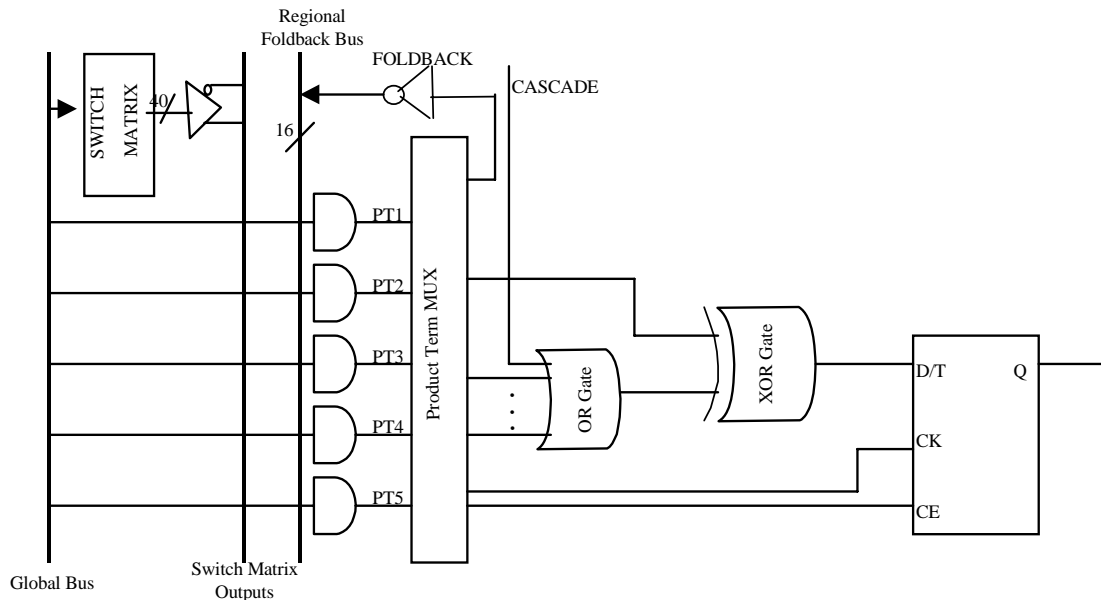 Regional
Foldback Bus
FOLDBACK
CASCADE
SWITCH
MATRIX
40
16
PT1
PT2
PT3
PT4
PT5
Product Term MUX
OR Gate
XOR Gate
D/T
Q
CK
CE
Global Bus
Switch Matrix
Outputs